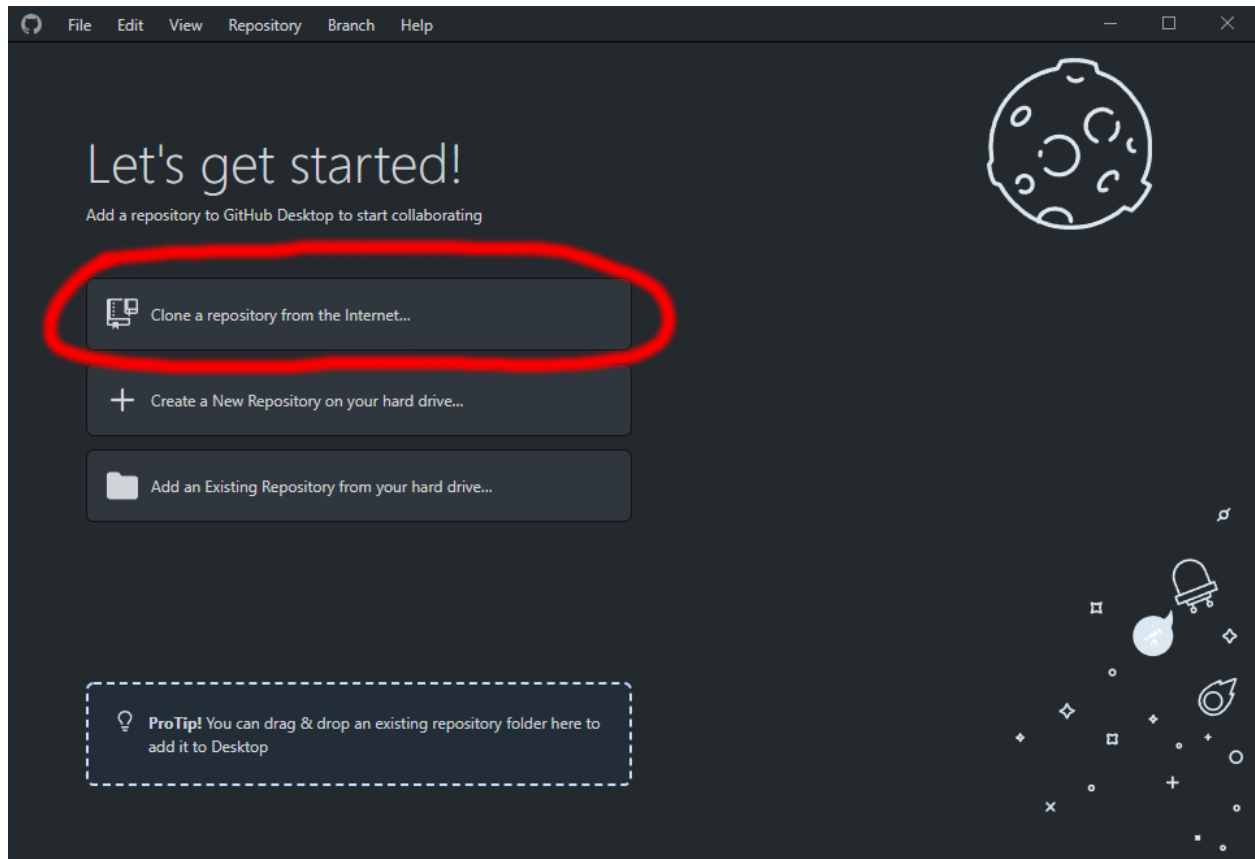 File Edit View Repository Branch Help
Let's get started!
Add a repository to GitHub Desktop to start collaborating
Clone a repository from the Internet...
Create a New Repository on your hard drive...
Add an Existing Repository from your hard drive...
ProTip! You can drag & drop an existing repository folder here to
add it to Desktop